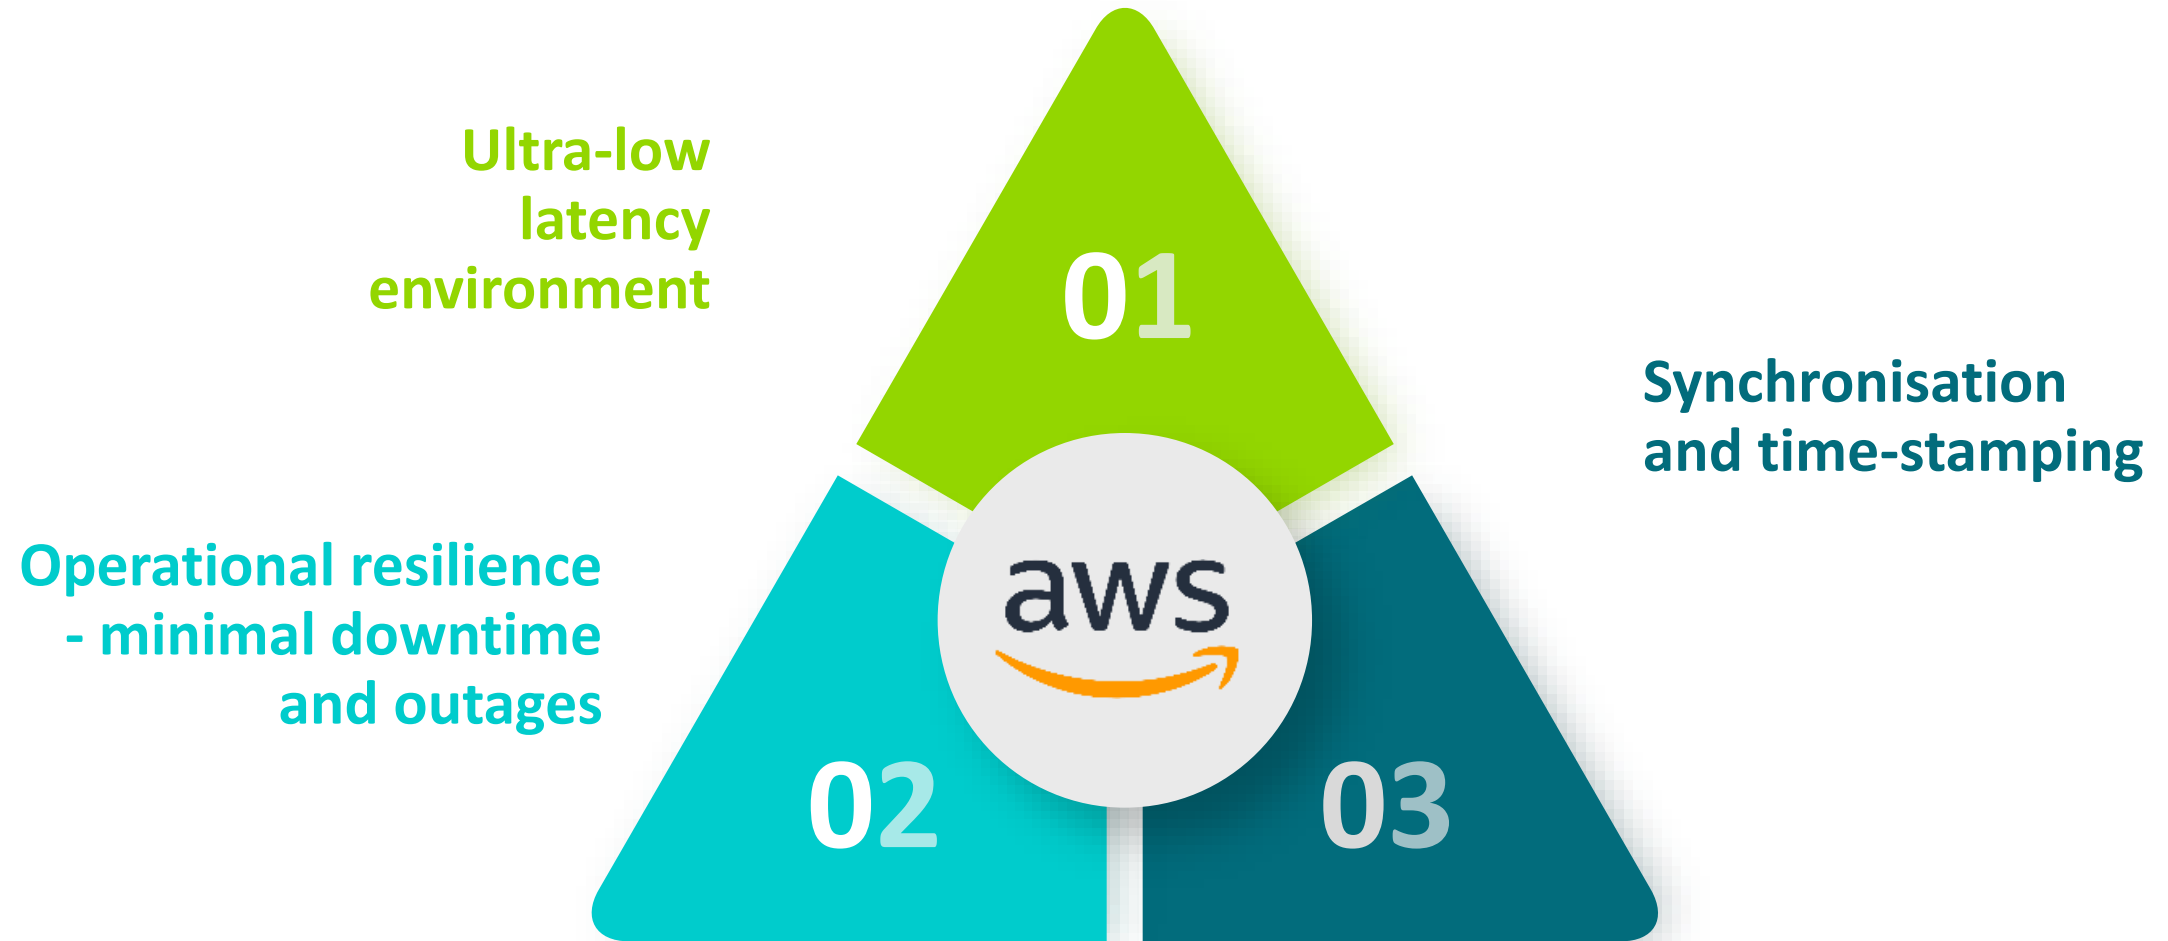 Ultra-low
latency
environment
01
Synchronisation
and time-stamping
Operational resilience
- minimal downtime
and outages
aws
02
03